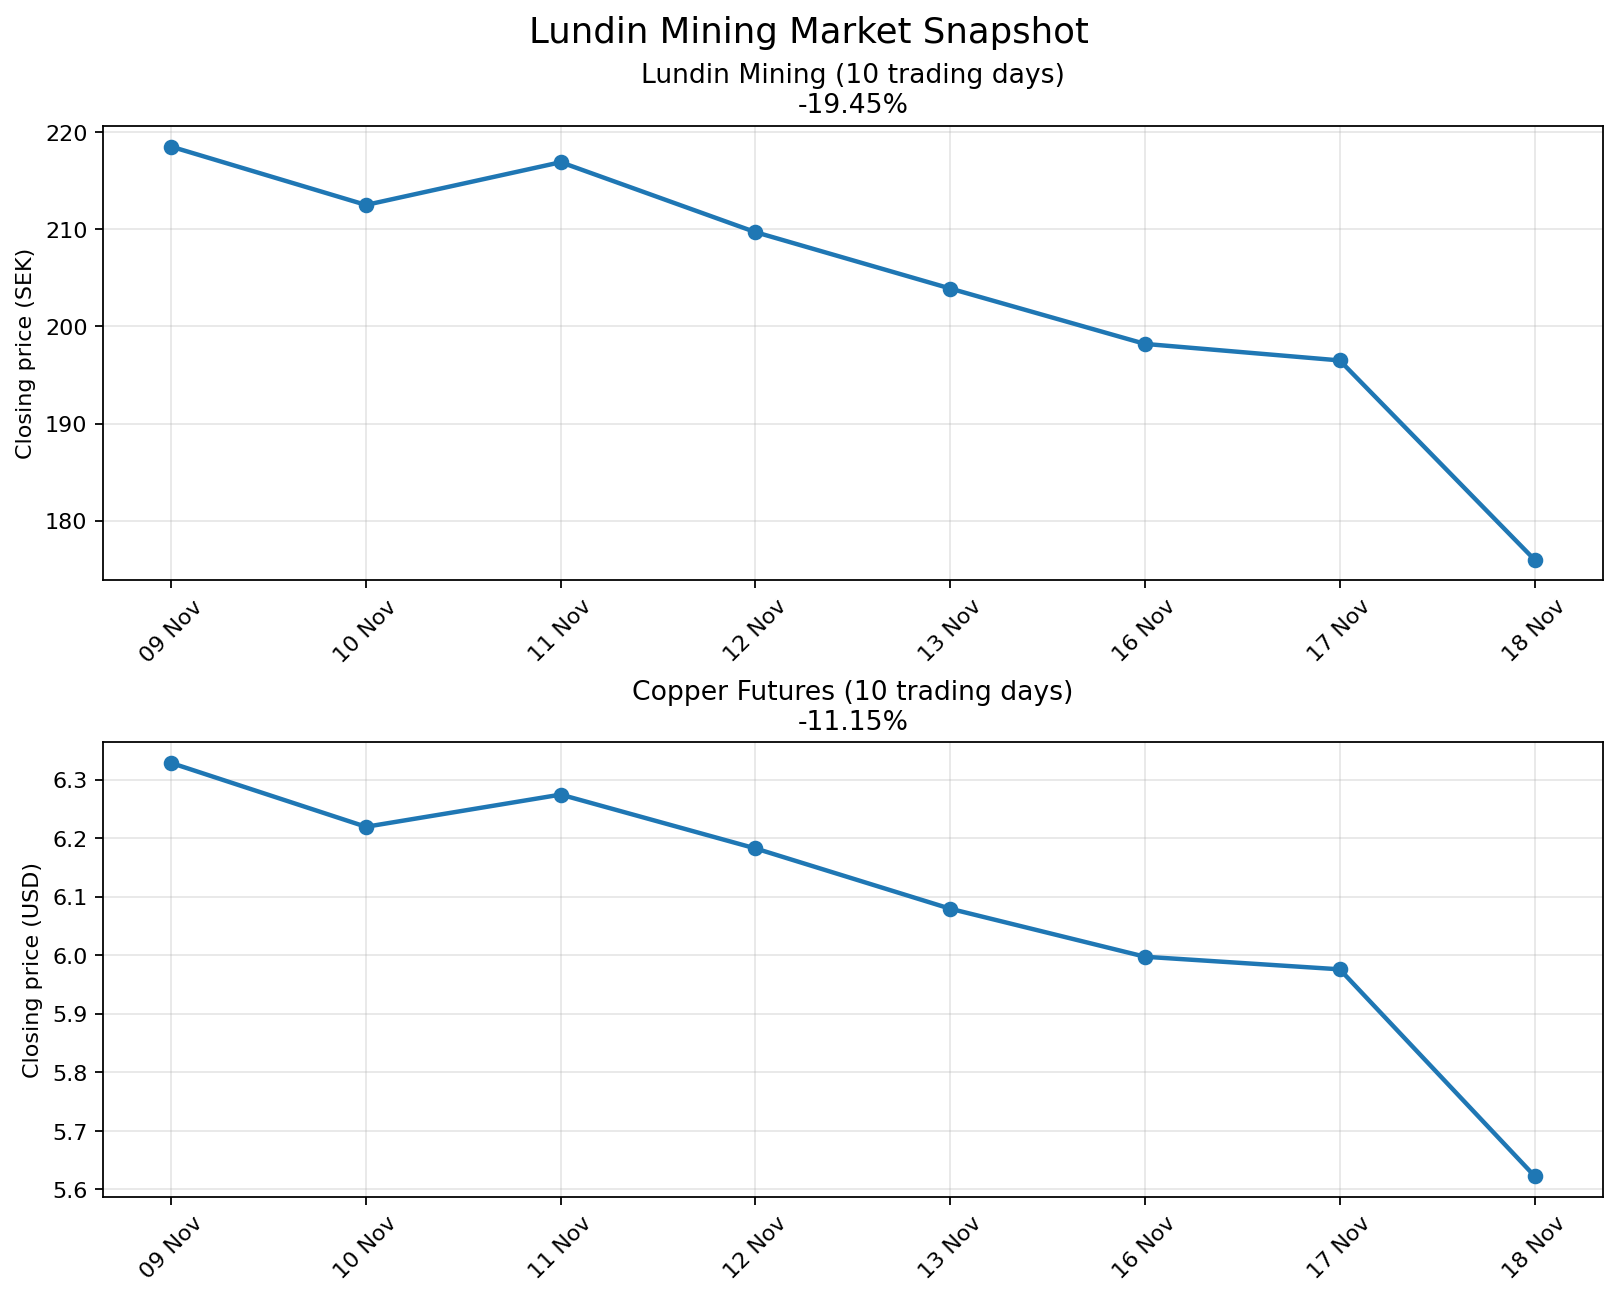 Lundin Mining Market Snapshot
Lundin Mining (10 trading days)
-19.45%
Closing price (SEK)
220
210
200
190
180
09 Nov
10 Nov
11 Nov
12 Nov
13 Nov
16 Nov
17 Nov
18 Nov
Copper Futures (10 trading days)
-11.15%
Closing price (USD)
6.3
6.2
6.1
6.0
5.9
5.8
5.7
5.6
09 Nov
10 Nov
11 Nov
12 Nov
13 Nov
16 Nov
17 Nov
18 Nov